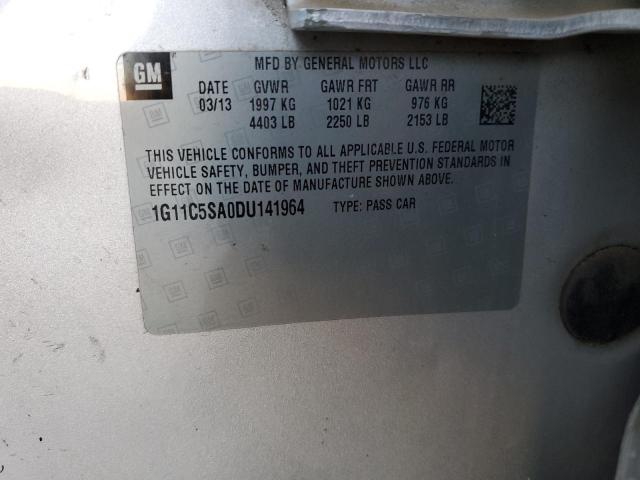 GM
MFD BY GENERAL MOTORS LLC
DATE GVWR GAWR FRT GAWR RR
03/13 1997 KG 1021 KG 976 KG
4403 LB 2250 LB 2153 LB
THIS VEHICLE CONFORMS TO ALL APPLICABLE U.S. FEDERAL MOTOR
VEHICLE SAFETY, BUMPER, AND THEFT PREVENTION STANDARDS IN
EFFECT ON THE DATE OF MANUFACTURE SHOWN ABOVE.
1G11C5SA0DU141964 TYPE: PASS CAR